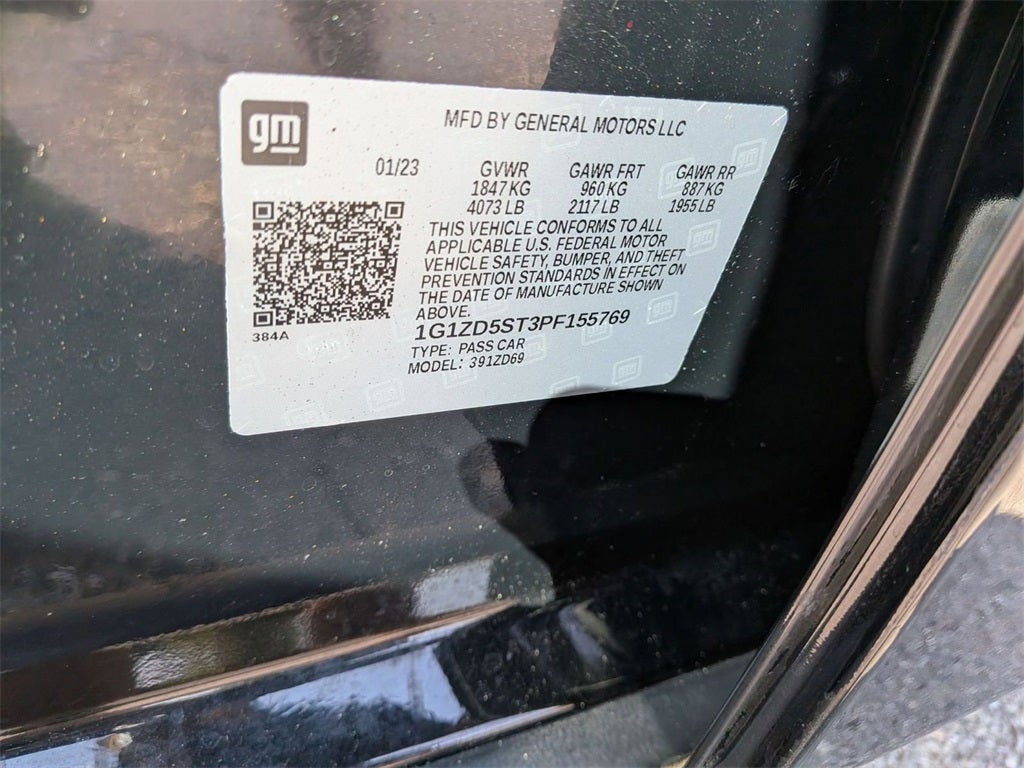 gm
MFD BY GENERAL MOTORS LLC
01/23 GVWR GAWR FRT GAWR RR
1847 KG 960 KG 887 KG
4073 LB 2117 LB 1955 LB
THIS VEHICLE CONFORMS TO ALL
APPLICABLE U.S. FEDERAL MOTOR
VEHICLE SAFETY, BUMPER, AND THEFT
PREVENTION STANDARDS IN EFFECT ON
THE DATE OF MANUFACTURE SHOWN
ABOVE.
384A
1G1ZD5ST3PF155769
TYPE: PASS CAR
MODEL: 391ZD69